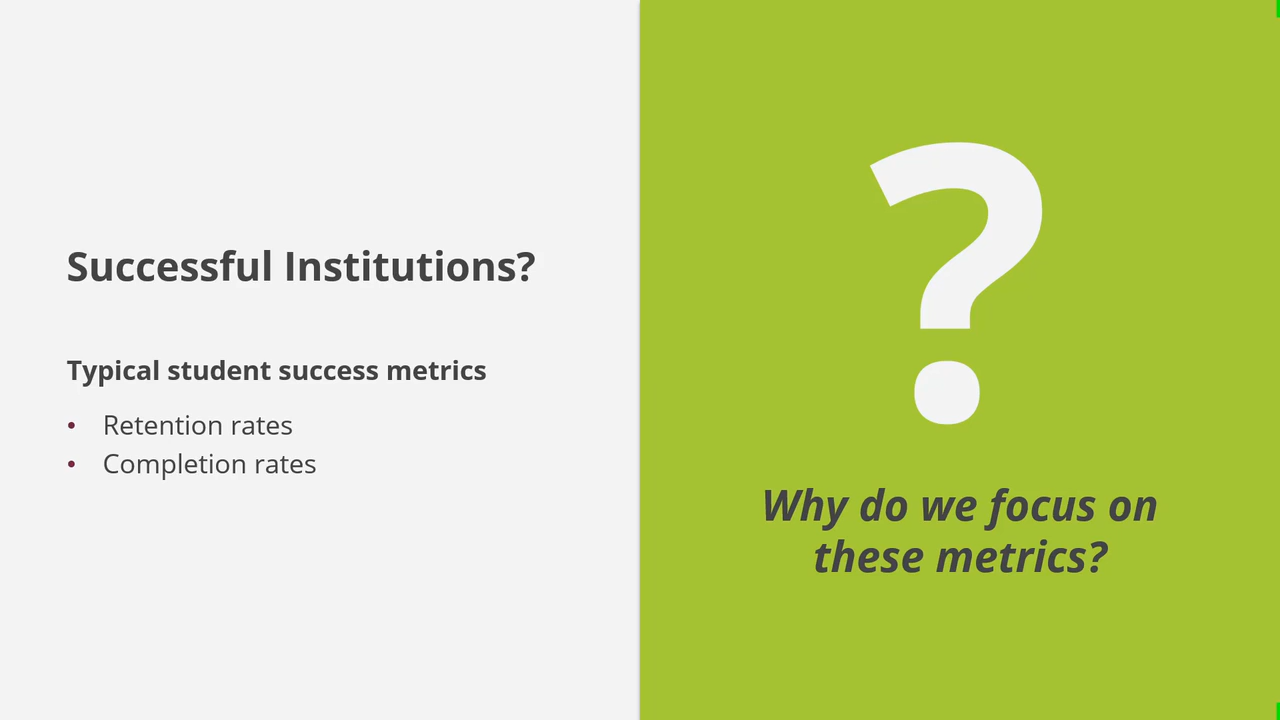 Successful Institutions?
Typical student success metrics
• Retention rates
• Completion rates
?
Why do we focus on
these metrics?